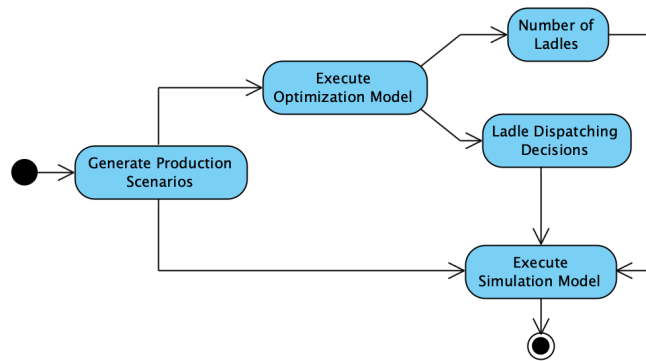 Number of
Ladles
Execute
Optimization Model
Ladle Dispatching
Decisions
Generate Production
Scenarios
Execute
Simulation Model